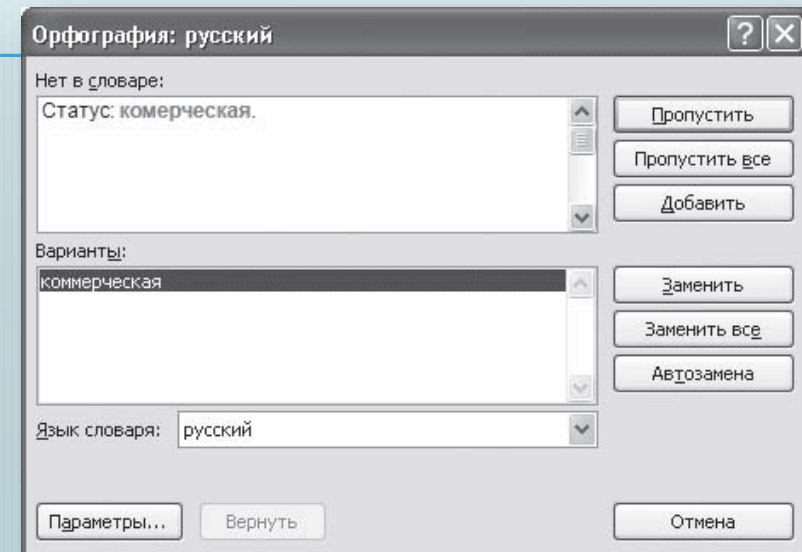 Орфография: русский
Нет в словаре:
Статус: комерческая.
Пропустить
Пропустить все
Добавить
Варианты:
коммерческая
Заменить
Заменить все
Автозамена
Язык словаря: русский
Параметры... Вернуть Отмена